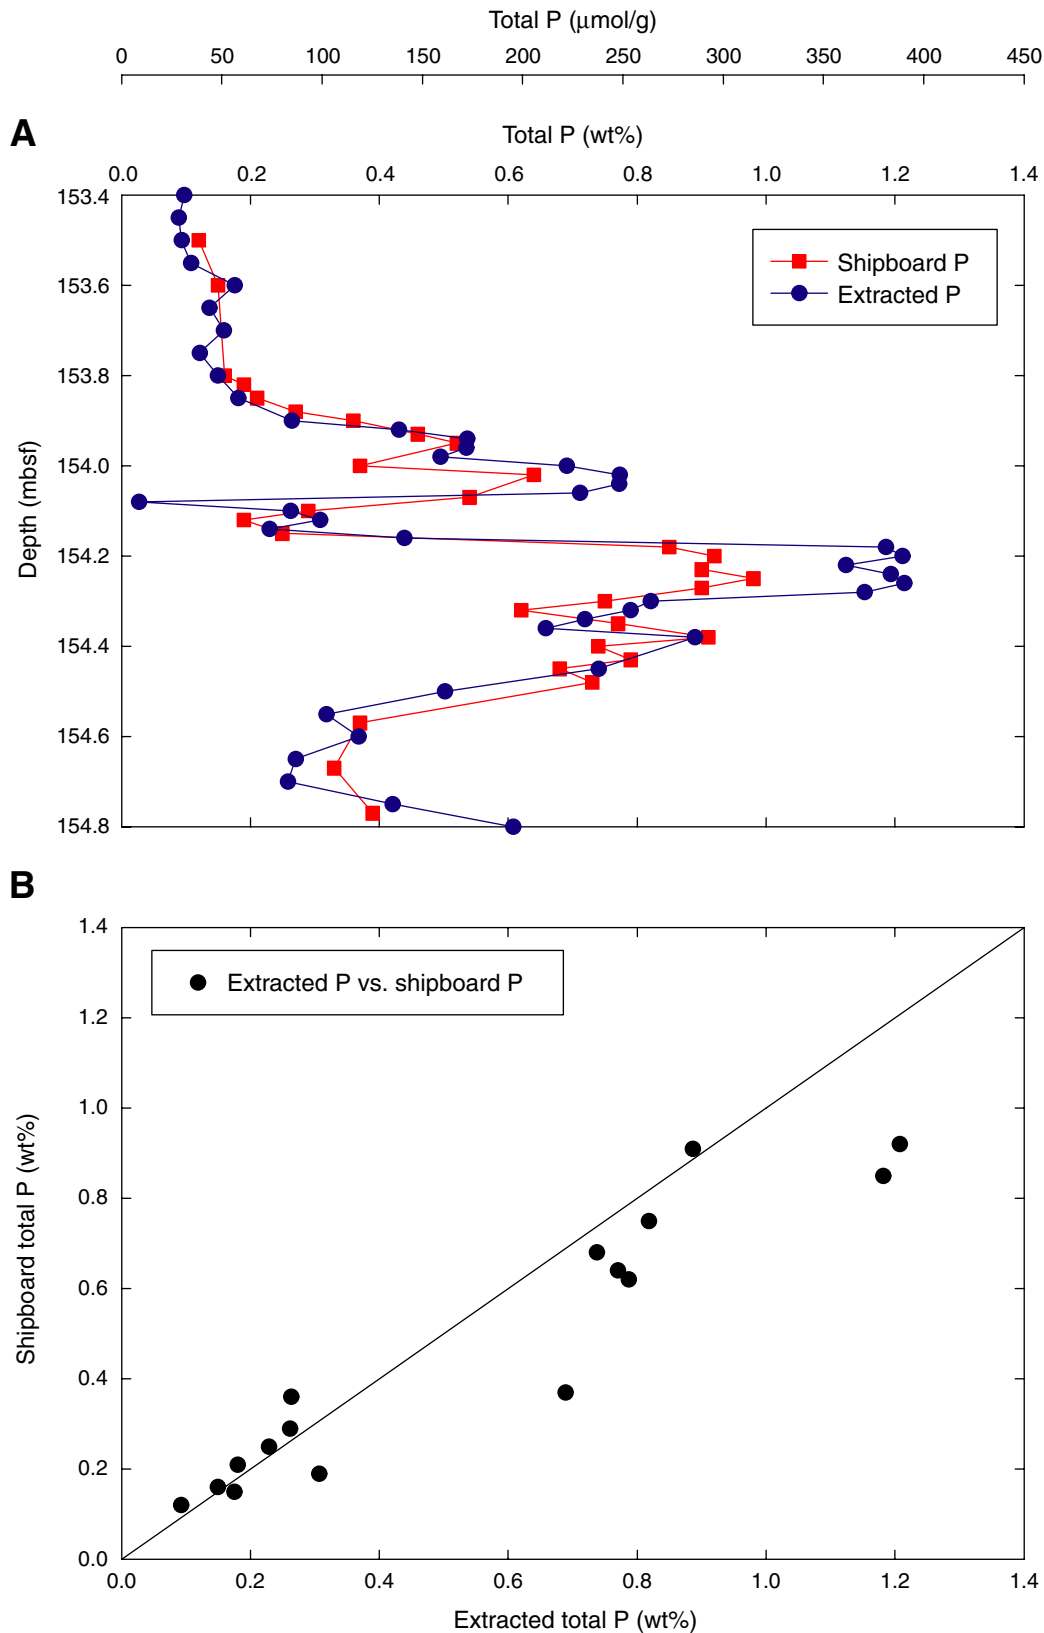 Total P (μmol/g)
0 50 100 150 200 250 300 350 400 450
A
Total P (wt%)
0.0 0.2 0.4 0.6 0.8 1.0 1.2 1.4
153.4
153.6
153.8
154.0
154.2
154.4
154.6
154.8
Depth (mbsf)
Shipboard P
Extracted P
B
1.4
1.2
1.0
0.8
0.6
0.4
0.2
0.0
Shipboard total P (wt%)
Extracted P vs. shipboard P
0.0 0.2 0.4 0.6 0.8 1.0 1.2 1.4
Extracted total P (wt%)